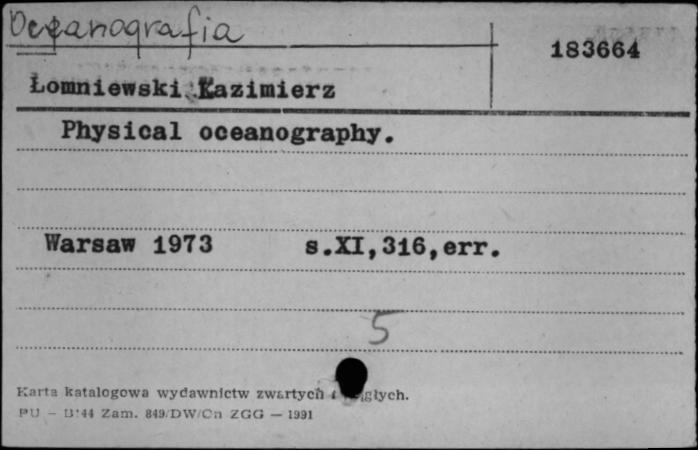 Oceanografia
183664
Łomniewski Kazimierz
Physical oceanography.
Warsaw 1973 s.XI,316,err.
5
Karta katalogowa wydawnictw zwartych i
PU – Zam. 849/DW/Cn ZGG — 1991